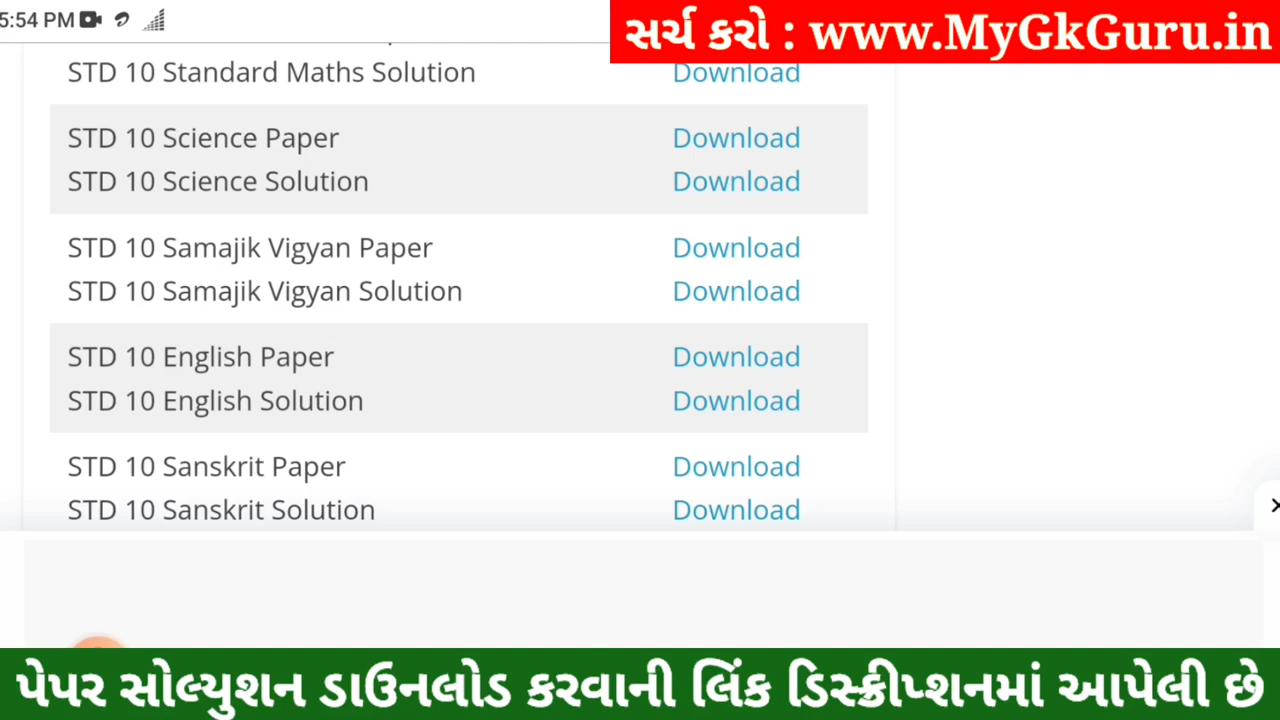 5:54 PM
સર્ચ કરો : www.MyGkGuru.in
STD 10 Standard Maths Solution Download
STD 10 Science Paper Download
STD 10 Science Solution Download
STD 10 Samajik Vigyan Paper Download
STD 10 Samajik Vigyan Solution Download
STD 10 English Paper Download
STD 10 English Solution Download
STD 10 Sanskrit Paper Download
STD 10 Sanskrit Solution Download
પેપર સોલ્યુશન ડાઉનલોડ કરવાની લિંક ડિસ્ક્રીપ્શનમાં આપેલી છે